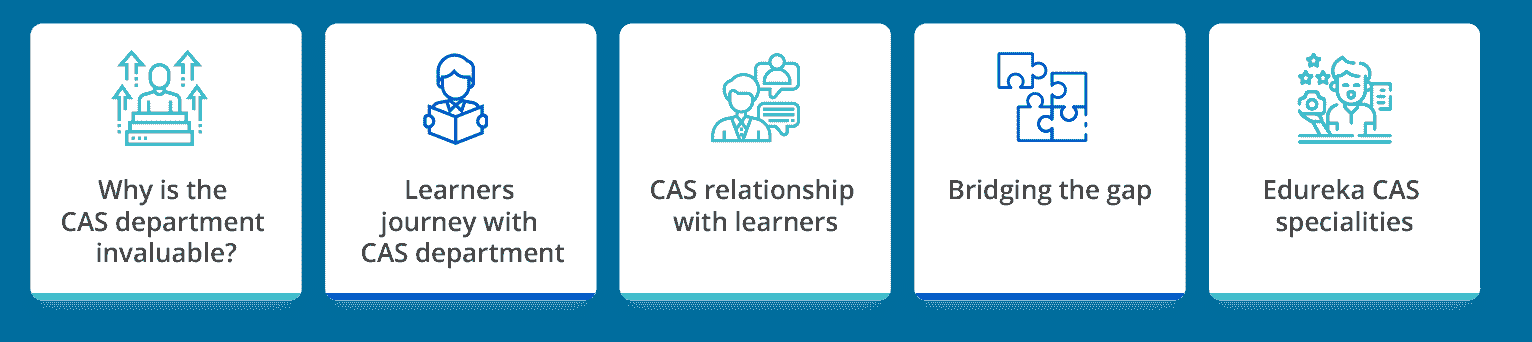 Why is the
CAS department
invaluable?
Learners
journey with
CAS department
CAS relationship
with learners
Bridging the gap
Edureka CAS
specialities